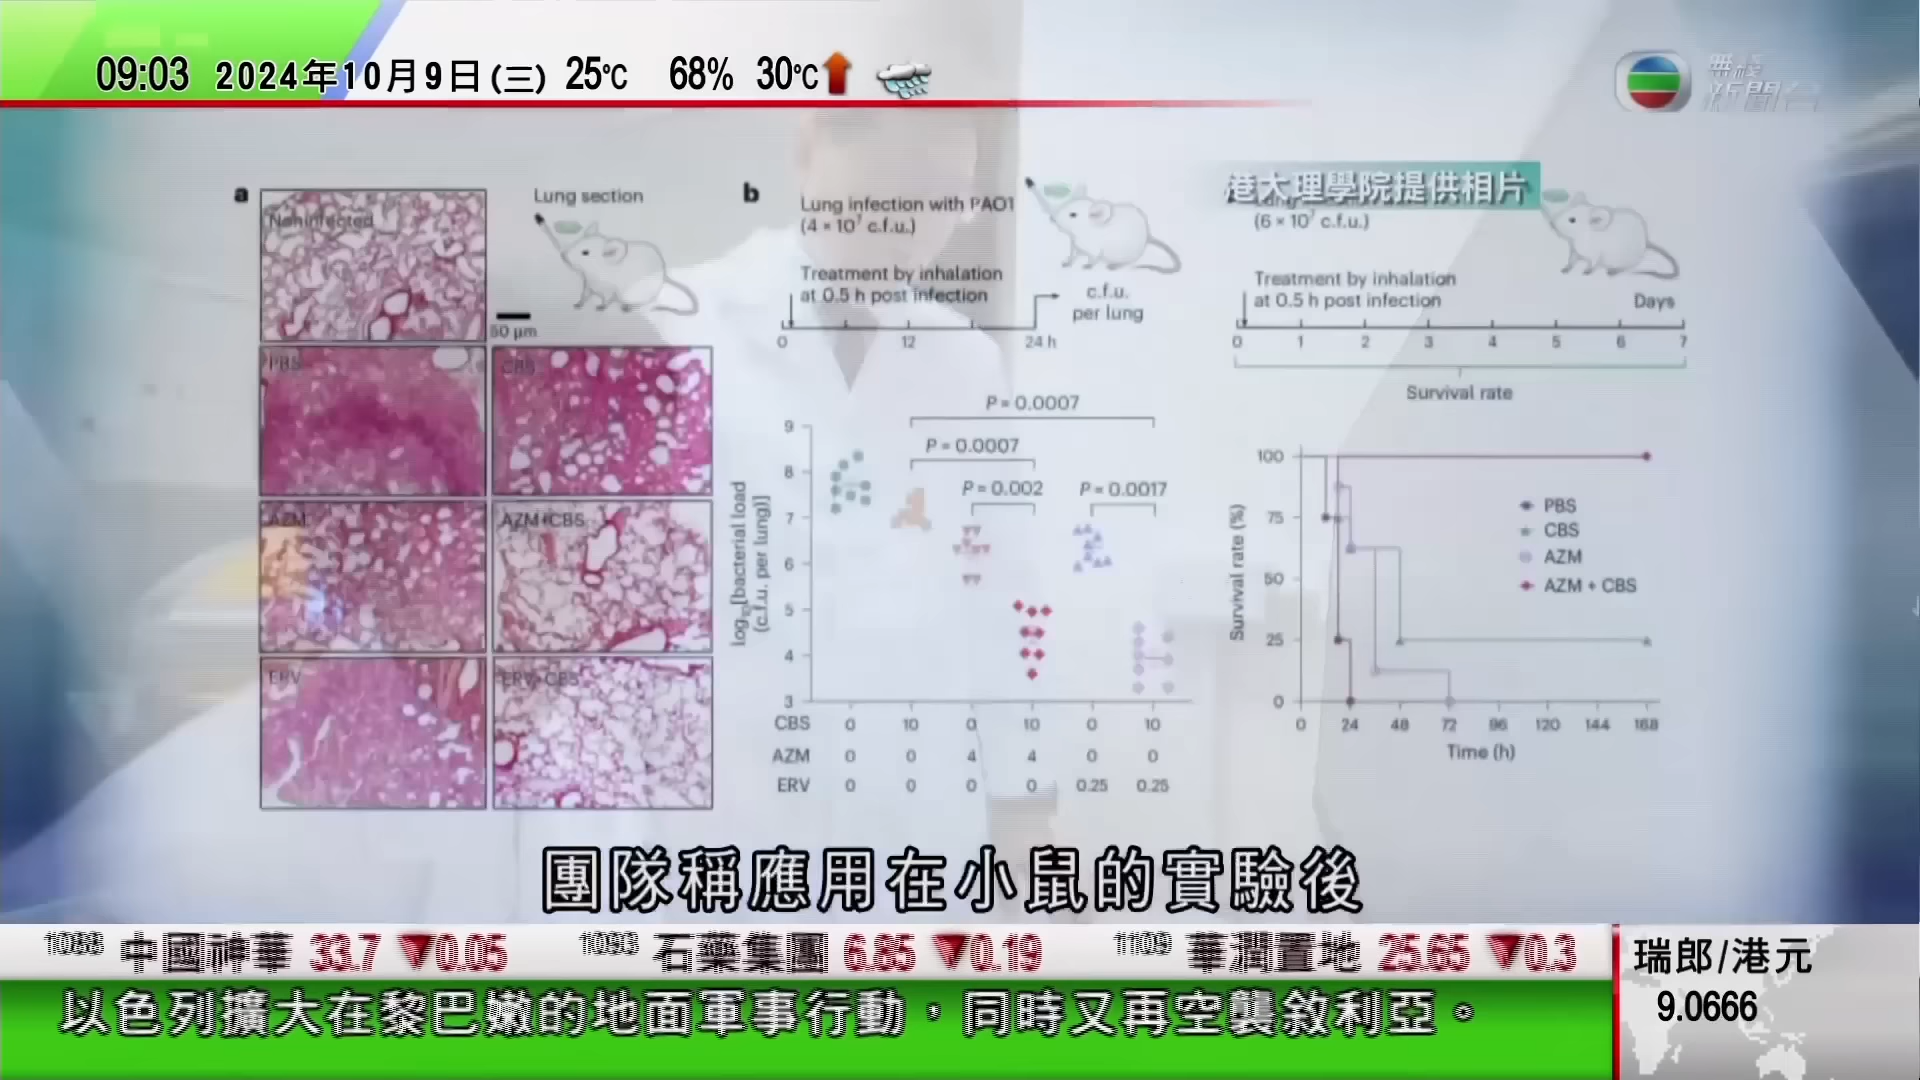 09:03 2024年10月9日(三) 25℃ 68% 30℃
無綫
新聞台
港大理學院提供相片
a
Noninfected
Lung section
50 µm
PBS
CBS
AZM
AZM+CBS
ERV
ERV+CBS
b
Lung infection with PAO1
(4 × 10⁷ c.f.u.)
Treatment by inhalation
at 0.5 h post infection
c.f.u.
per lung
0 12 24 h
P = 0.0007
P = 0.0007
P = 0.002 P = 0.0017
log₁₀[bacterial load
(c.f.u. per lung)]
9
8
7
6
5
4
3
CBS 0 10 0 10 0 10
AZM 0 0 4 4 0 0
ERV 0 0 0 0 0.25 0.25
(6 × 10⁷ c.f.u.)
Treatment by inhalation
at 0.5 h post infection
Days
0 1 2 3 4 5 6 7
Survival rate
Survival rate (%)
100
75
50
25
0
PBS
CBS
AZM
AZM + CBS
0 24 48 72 96 120 144 168
Time (h)
團隊稱應用在小鼠的實驗後
1088 中國神華 33.7 ▼0.05 1093 石藥集團 6.85 ▼0.19 1109 華潤置地 25.65 ▼0.3
瑞郎/港元
9.0666
以色列擴大在黎巴嫩的地面軍事行動，同時又再空襲敘利亞。